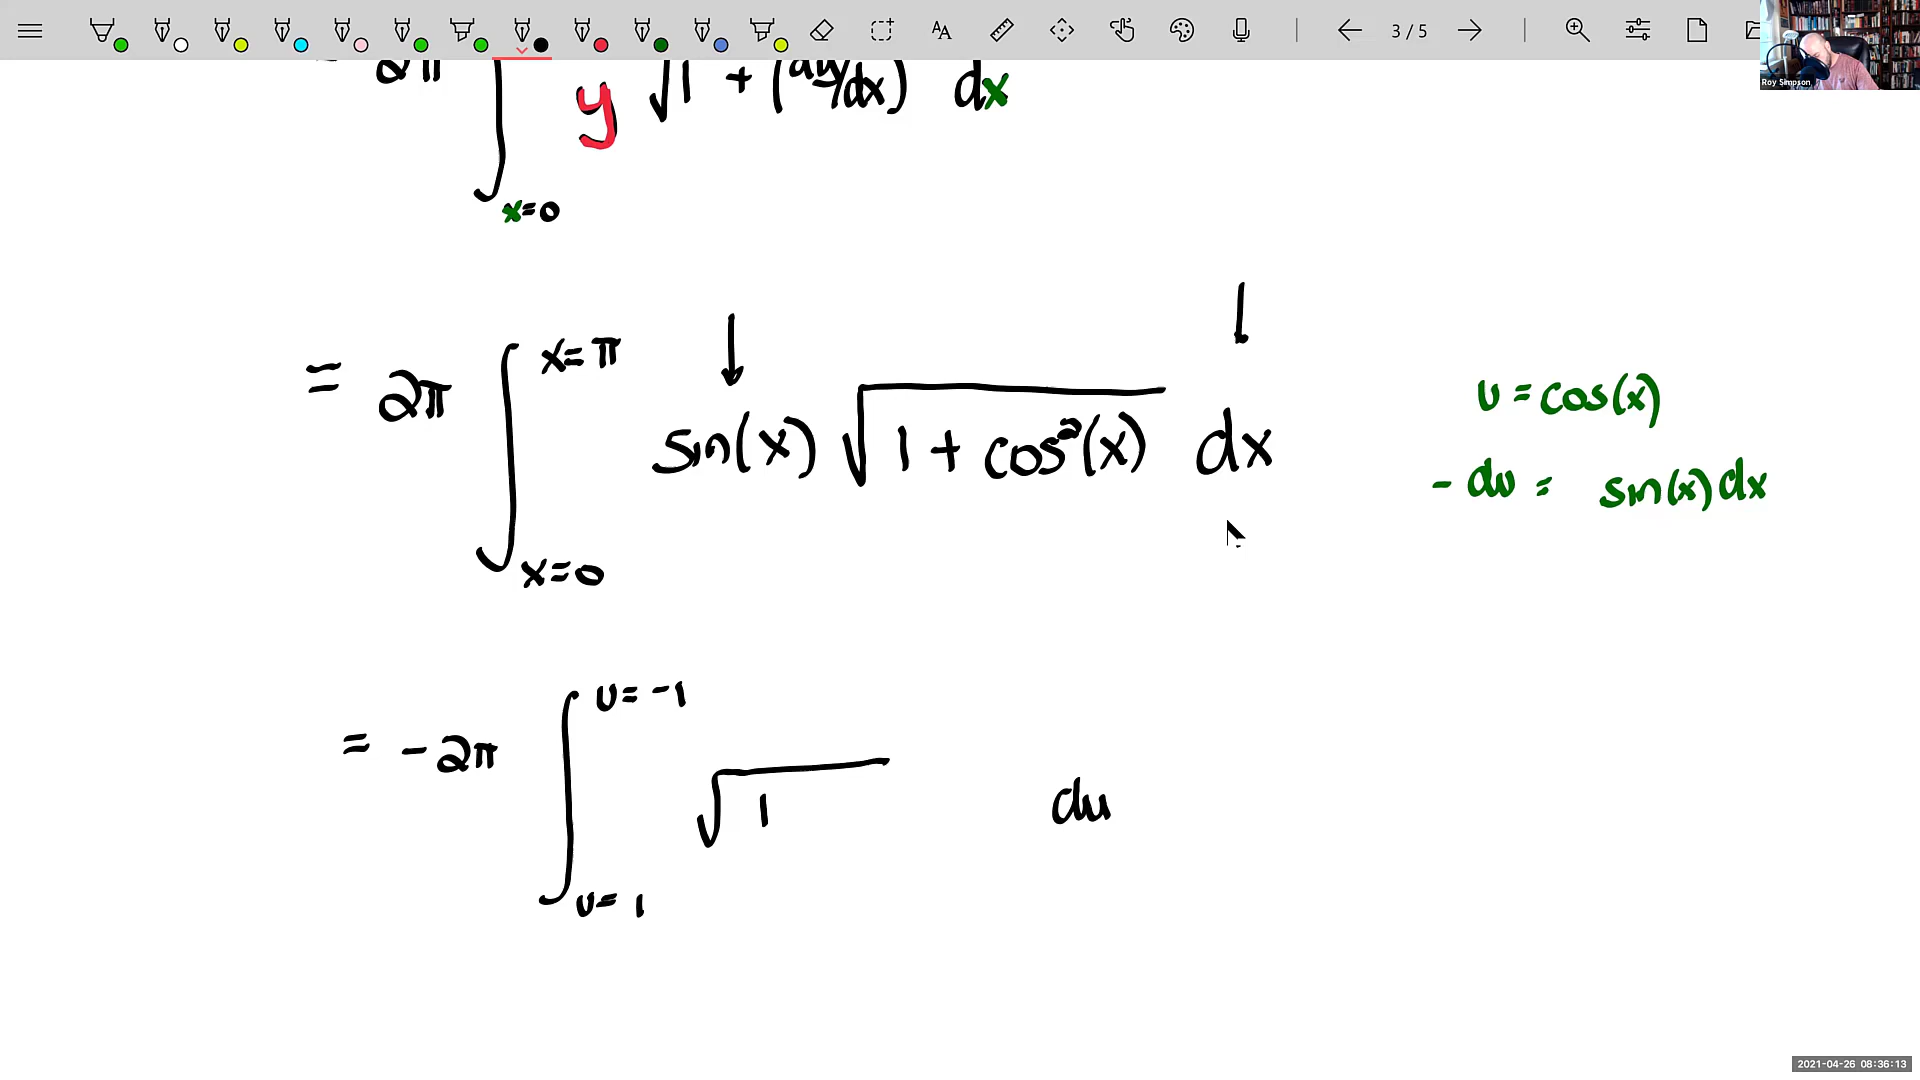 3 / 5
Roy Simpson
2π ∫ y √1 + (dy/dx) dx
x=0
= 2π ∫ x=π sin(x) √1 + cos²(x) dx
x=0
u = cos(x)
- du = sin(x) dx
= -2π ∫ u= -1 √1 du
u= 1
2021-04-26 08:36:13